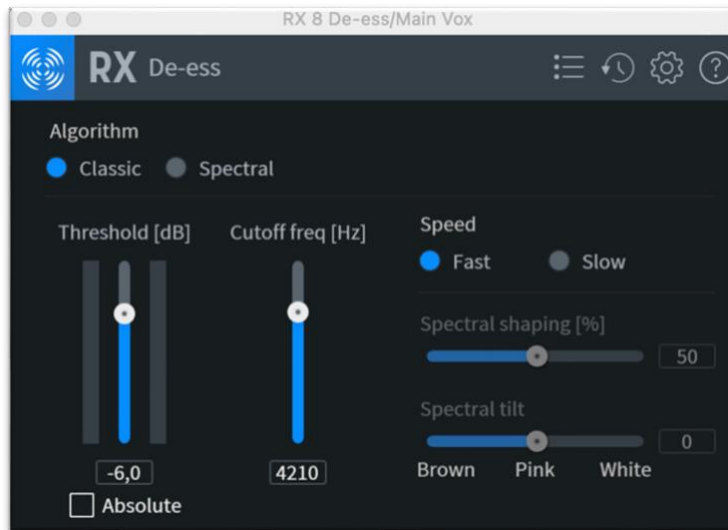 RX 8 De-ess/Main Vox
RX De-ess
?
Algorithm
Classic Spectral
Threshold [dB] Cutoff freq [Hz]
Speed
Fast Slow
Spectral shaping [%]
50
Spectral tilt
0
Brown Pink White
-6,0 4210
Absolute